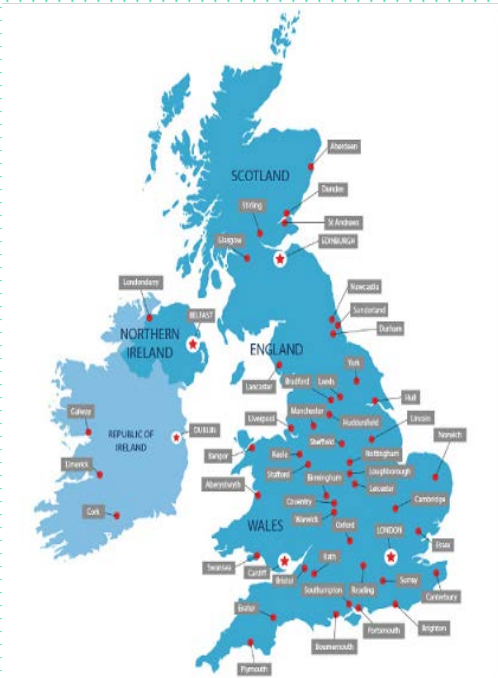 Aberdeen
SCOTLAND
Dundee
Stirling
St Andrews
Glasgow
EDINBURGH
Londonderry
Newcastle
BELFAST
Sunderland
Durham
NORTHERN
IRELAND
ENGLAND
York
Bradford
Leeds
Lancaster
Hull
Galway
Liverpool
Manchester
Huddersfield
Lincoln
DUBLIN
REPUBLIC OF
IRELAND
Sheffield
Norwich
Bangor
Keele
Nottingham
Limerick
Stafford
Loughborough
Birmingham
Aberystwyth
Leicester
Cambridge
Coventry
Cork
Warwick
WALES
Oxford
LONDON
Essex
Swansea
Cardiff
Bath
Bristol
Surrey
Southampton
Reading
Canterbury
Exeter
Portsmouth
Brighton
Bournemouth
Plymouth